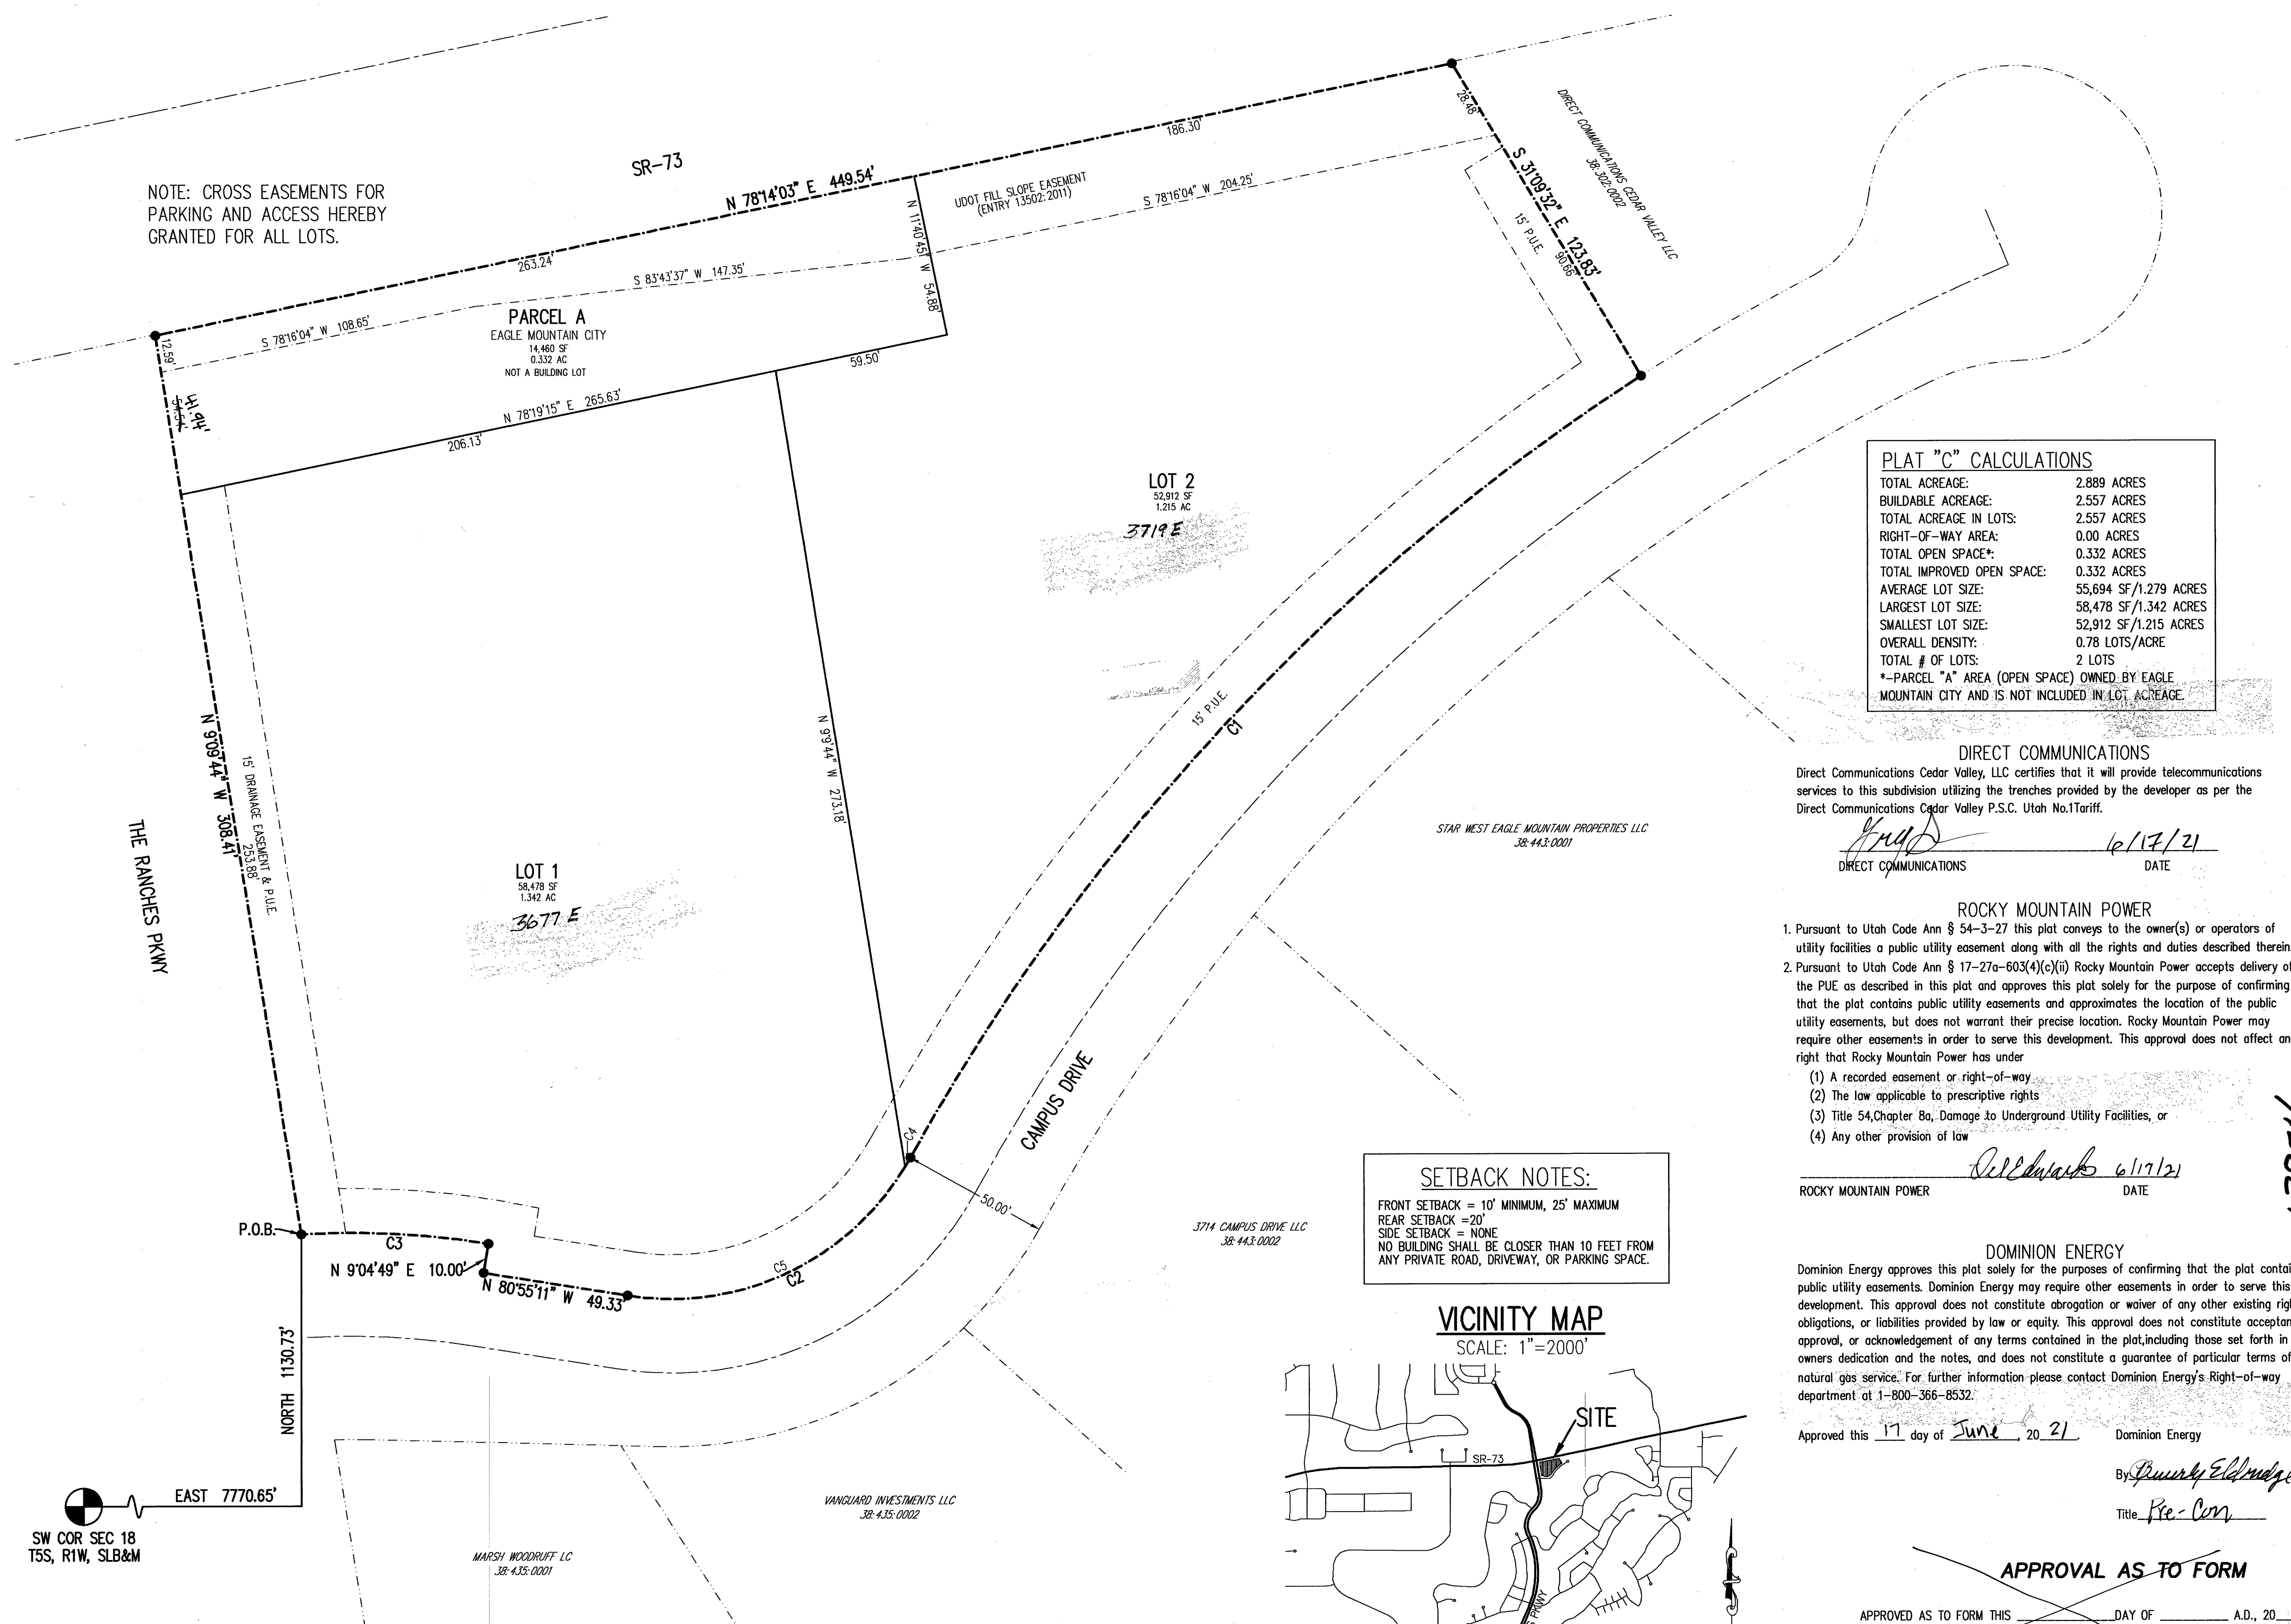 NOTE: CROSS EASEMENTS FOR
PARKING AND ACCESS HEREBY
GRANTED FOR ALL LOTS.
SR-73
N 78°14'03" E 449.54'
263.24'
186.30'
28.48'
DIRECT COMMUNICATIONS CEDAR VALLEY LLC
38:302:0002
S 31°09'32" E 123.83'
15' P.U.E.
90.66'
UDOT FILL SLOPE EASEMENT
(ENTRY 13502:2011)
S 78°16'04" W 204.25'
N 11°40'45" W 54.88'
S 83°43'37" W 147.35'
S 78°16'04" W 108.65'
12.59'
54.54'
41.94'
PARCEL A
EAGLE MOUNTAIN CITY
14,460 SF
0.332 AC
NOT A BUILDING LOT
59.50'
N 78°19'15" E 265.63'
206.13'
LOT 2
52,912 SF
1.215 AC
3719 E
15' P.U.E.
C1
N 9°9'44" W 273.18'
N 9°09'44" W 308.41'
15' DRAINAGE EASEMENT & P.U.E.
253.88'
THE RANCHES PKWY
LOT 1
58,478 SF
1.342 AC
3677 E
STAR WEST EAGLE MOUNTAIN PROPERTIES LLC
38:443:0001
CAMPUS DRIVE
C4
50.00'
3714 CAMPUS DRIVE LLC
38:443:0002
P.O.B.
C3
N 9°04'49" E 10.00'
N 80°55'11" W 49.33'
C5
C2
NORTH 1130.73'
EAST 7770.65'
SW COR SEC 18
T5S, R1W, SLB&M
VANGUARD INVESTMENTS LLC
38:435:0002
MARSH WOODRUFF LC
38:435:0001
SETBACK NOTES:
FRONT SETBACK = 10' MINIMUM, 25' MAXIMUM
REAR SETBACK =20'
SIDE SETBACK = NONE
NO BUILDING SHALL BE CLOSER THAN 10 FEET FROM
ANY PRIVATE ROAD, DRIVEWAY, OR PARKING SPACE.
VICINITY MAP
SCALE: 1"=2000'
SITE
SR-73
PKWY
PLAT "C" CALCULATIONS
TOTAL ACREAGE: 2.889 ACRES
BUILDABLE ACREAGE: 2.557 ACRES
TOTAL ACREAGE IN LOTS: 2.557 ACRES
RIGHT-OF-WAY AREA: 0.00 ACRES
TOTAL OPEN SPACE*: 0.332 ACRES
TOTAL IMPROVED OPEN SPACE: 0.332 ACRES
AVERAGE LOT SIZE: 55,694 SF/1.279 ACRES
LARGEST LOT SIZE: 58,478 SF/1.342 ACRES
SMALLEST LOT SIZE: 52,912 SF/1.215 ACRES
OVERALL DENSITY: 0.78 LOTS/ACRE
TOTAL # OF LOTS: 2 LOTS
*-PARCEL "A" AREA (OPEN SPACE) OWNED BY EAGLE
MOUNTAIN CITY AND IS NOT INCLUDED IN LOT ACREAGE.
DIRECT COMMUNICATIONS
Direct Communications Cedar Valley, LLC certifies that it will provide telecommunications
services to this subdivision utilizing the trenches provided by the developer as per the
Direct Communications Cedar Valley P.S.C. Utah No.1Tariff.
6/17/21
DIRECT COMMUNICATIONS DATE
ROCKY MOUNTAIN POWER
1. Pursuant to Utah Code Ann § 54-3-27 this plat conveys to the owner(s) or operators of
utility facilities a public utility easement along with all the rights and duties described therein
2. Pursuant to Utah Code Ann § 17-27a-603(4)(c)(ii) Rocky Mountain Power accepts delivery of
the PUE as described in this plat and approves this plat solely for the purpose of confirming
that the plat contains public utility easements and approximates the location of the public
utility easements, but does not warrant their precise location. Rocky Mountain Power may
require other easements in order to serve this development. This approval does not affect an
right that Rocky Mountain Power has under
(1) A recorded easement or right-of-way
(2) The law applicable to prescriptive rights
(3) Title 54,Chapter 8a, Damage to Underground Utility Facilities, or
(4) Any other provision of law
Del Edwards 6/17/21
ROCKY MOUNTAIN POWER DATE
DOMINION ENERGY
Dominion Energy approves this plat solely for the purposes of confirming that the plat contai
public utility easements. Dominion Energy may require other easements in order to serve this
development. This approval does not constitute abrogation or waiver of any other existing rig
obligations, or liabilities provided by law or equity. This approval does not constitute acceptan
approval, or acknowledgement of any terms contained in the plat,including those set forth in
owners dedication and the notes, and does not constitute a guarantee of particular terms of
natural gas service. For further information please contact Dominion Energy's Right-of-way
department at 1-800-366-8532.
Approved this 17 day of June, 20 21. Dominion Energy
By Beverly Eldredge
Title Pre-Con
APPROVAL AS TO FORM
APPROVED AS TO FORM THIS DAY OF A.D., 20